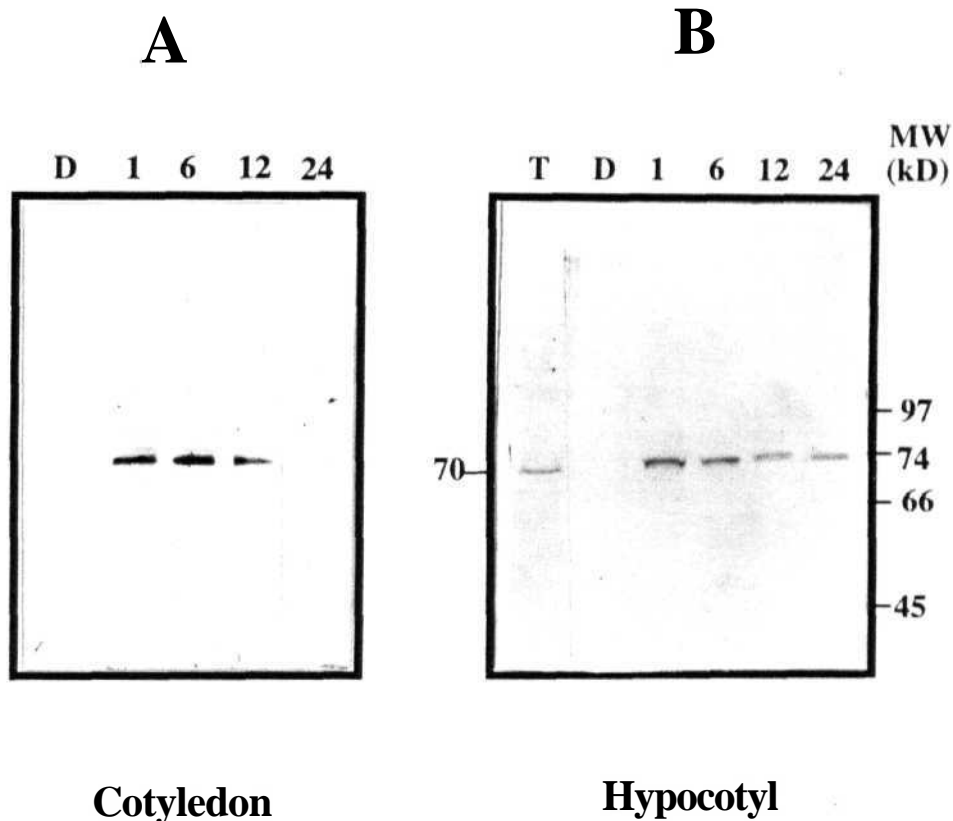 A B
D 1 6 12 24
T D 1 6 12 24
MW
(kD)
97
70
74
66
45
Cotyledon
Hypocotyl